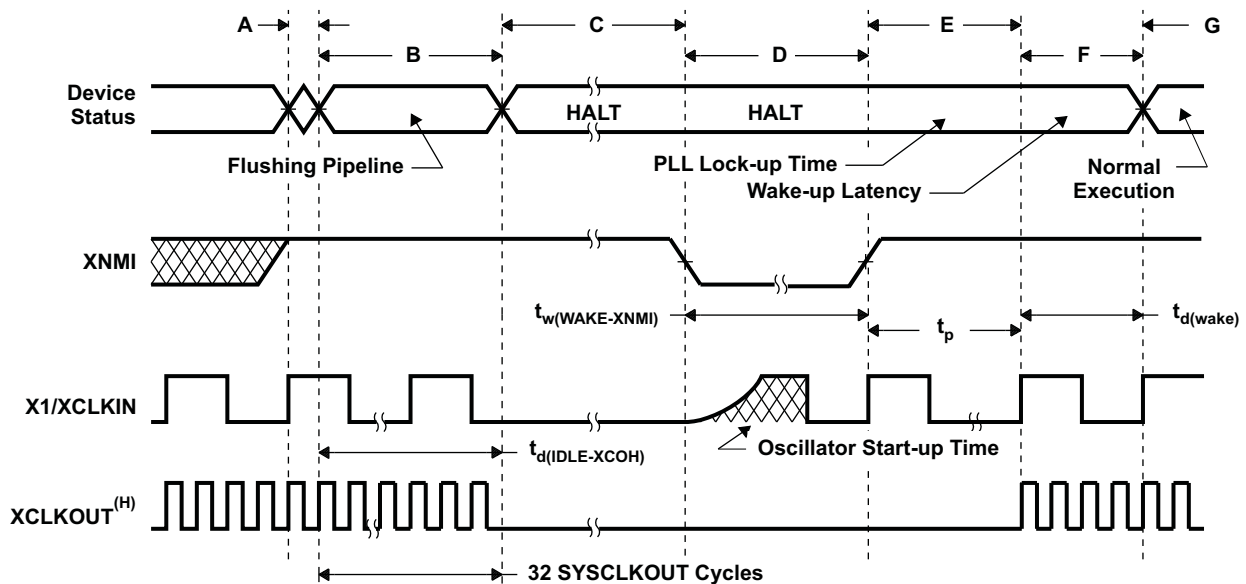 A
B
C
D
E
F
G
Device
Status
HALT
HALT
Flushing Pipeline
PLL Lock-up Time
Wake-up Latency
Normal
Execution
XNMI
tw(WAKE-XNMI)
tp
td(wake)
X1/XCLKIN
Oscillator Start-up Time
td(IDLE-XCOH)
XCLKOUT(H)
32 SYSCLKOUT Cycles